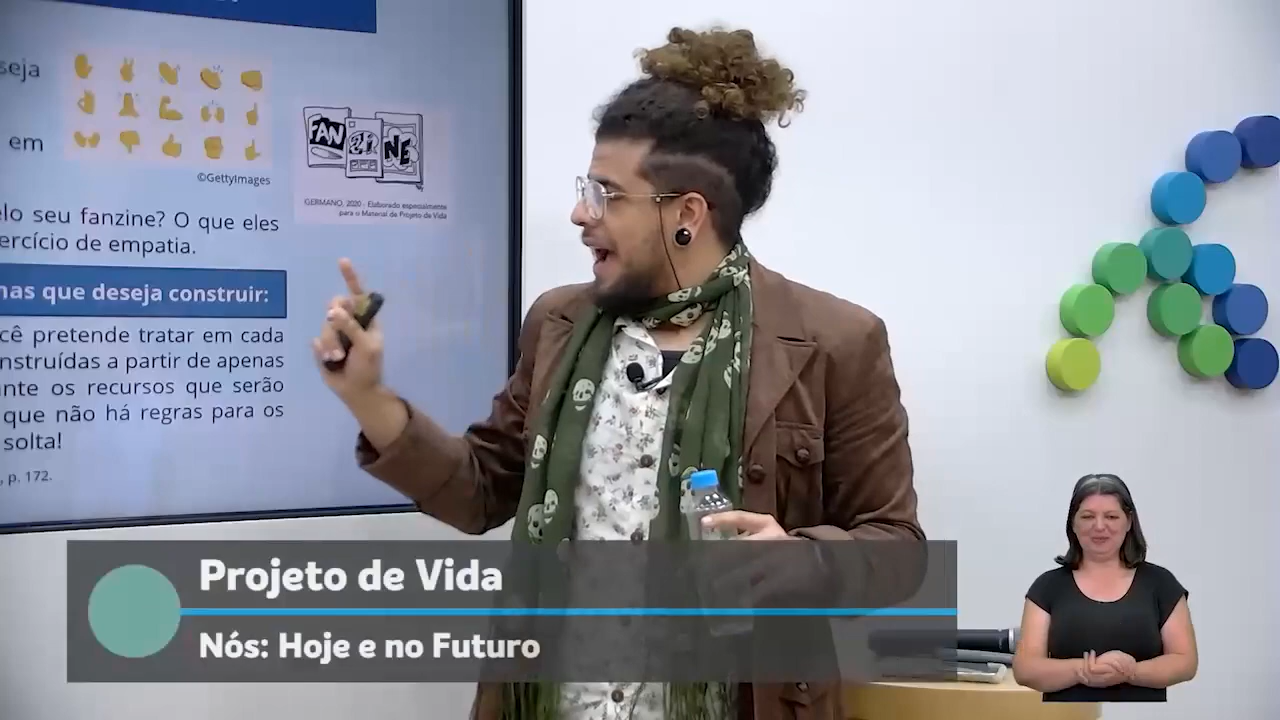 seja
em
©GettyImages
FAN ZI NE
GERMANO, 2020 - Elaborado especialmente
para o Material de Projeto de Vida
elo seu fanzine? O que eles
ercício de empatia.
nas que deseja construir:
cê pretende tratar em cada
nstruídas a partir de apenas
nte os recursos que serão
que não há regras para os
solta!
, p. 172.
Projeto de Vida
Nós: Hoje e no Futuro